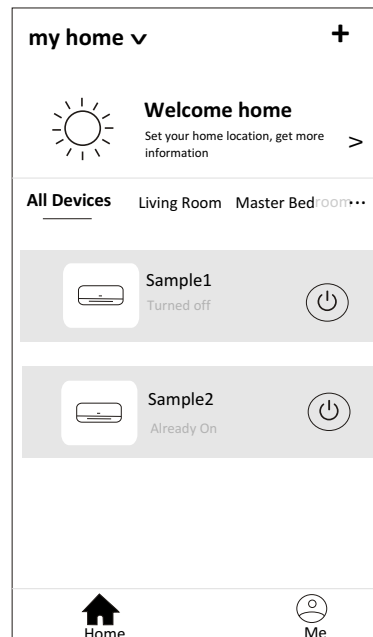 my home
+
Welcome home
Set your home location, get more
information
>
All Devices Living Room Master Bedroom...
Sample1
Turned off
Sample2
Already On
Home
Me